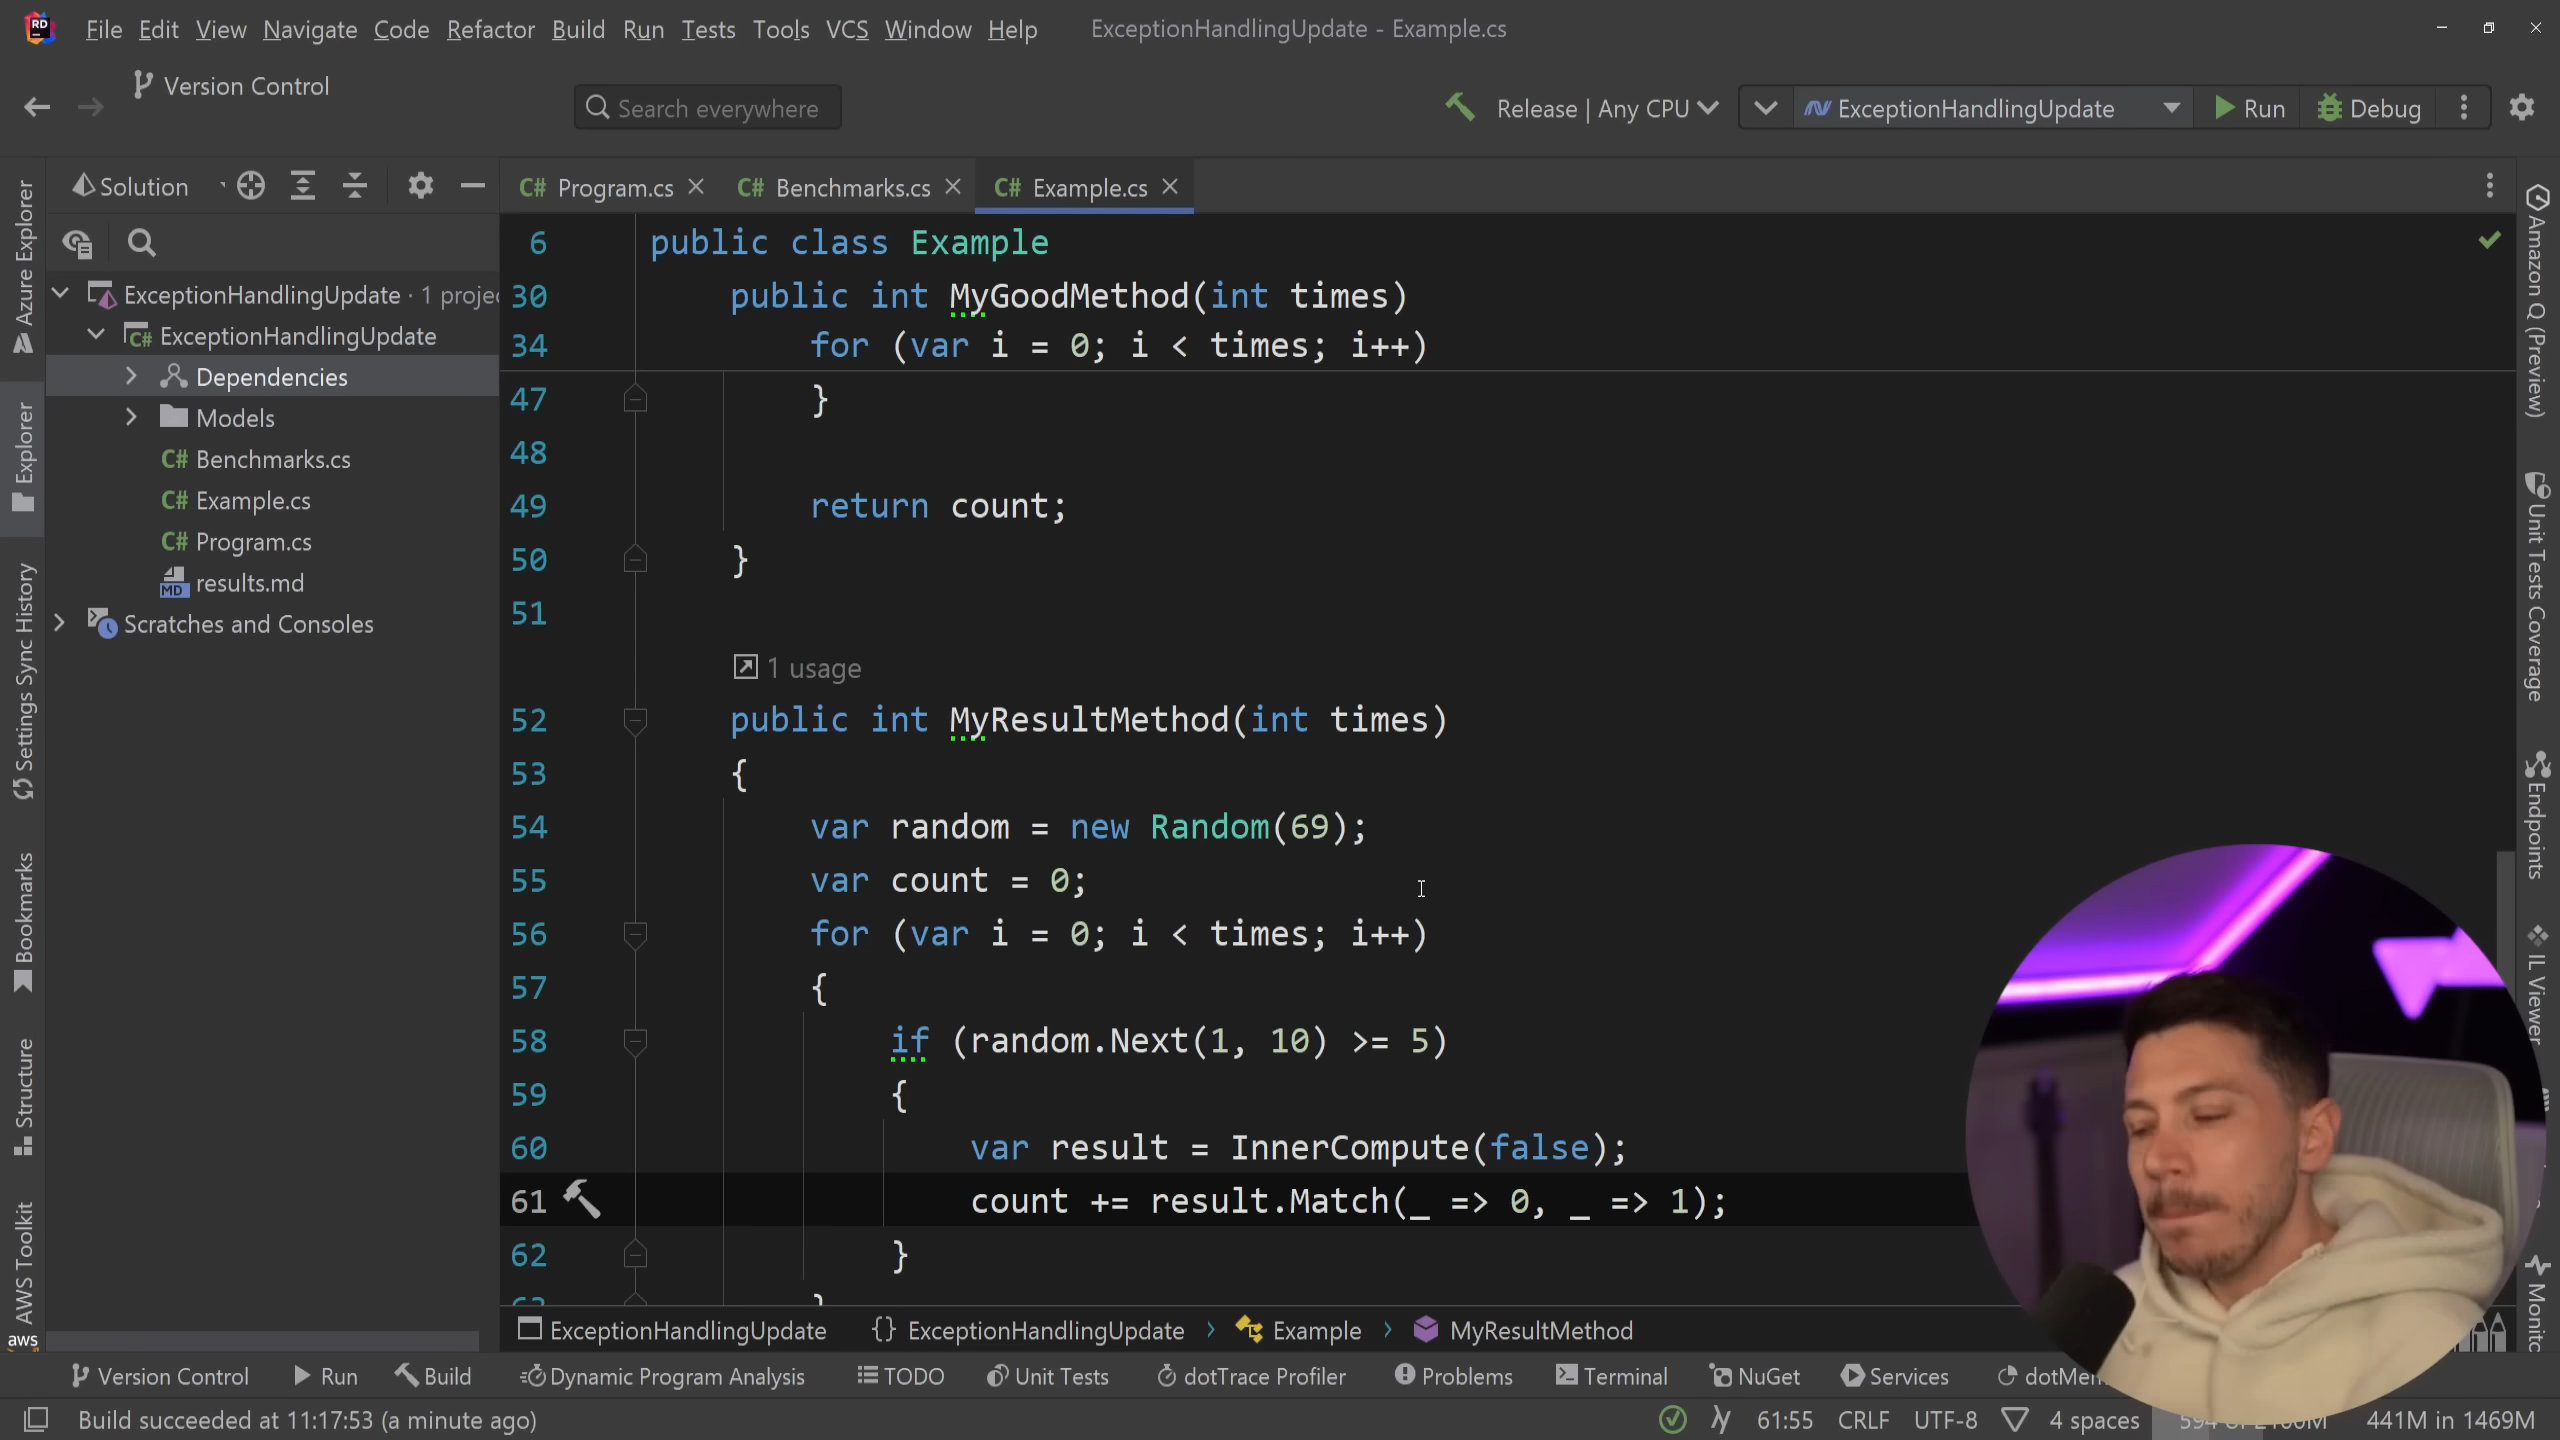 RD File Edit View Navigate Code Refactor Build Run Tests Tools VCS Window Help ExceptionHandlingUpdate - Example.cs
Version Control
Search everywhere
Release | Any CPU
ExceptionHandlingUpdate
Run
Debug
Solution
C# Program.cs
C# Benchmarks.cs
C# Example.cs
ExceptionHandlingUpdate · 1 projec
C# ExceptionHandlingUpdate
Dependencies
Models
C# Benchmarks.cs
C# Example.cs
C# Program.cs
MD results.md
Scratches and Consoles
Azure Explorer
Explorer
Settings Sync History
Bookmarks
Structure
AWS Toolkit
aws
6 public class Example
30 public int MyGoodMethod(int times)
34 for (var i = 0; i < times; i++)
47 }
48
49 return count;
50 }
51
1 usage
52 public int MyResultMethod(int times)
53 {
54 var random = new Random(69);
55 var count = 0;
56 for (var i = 0; i < times; i++)
57 {
58 if (random.Next(1, 10) >= 5)
59 {
60 var result = InnerCompute(false);
61 count += result.Match(_ => 0, _ => 1);
62 }
63 }
Amazon Q (Preview)
Unit Tests Coverage
Endpoints
IL Viewer
ExceptionHandlingUpdate {} ExceptionHandlingUpdate › Example › MyResultMethod
Version Control Run Build Dynamic Program Analysis TODO Unit Tests dotTrace Profiler Problems Terminal NuGet Services
Build succeeded at 11:17:53 (a minute ago)
61:55 CRLF UTF-8 4 spaces 441M in 1469M